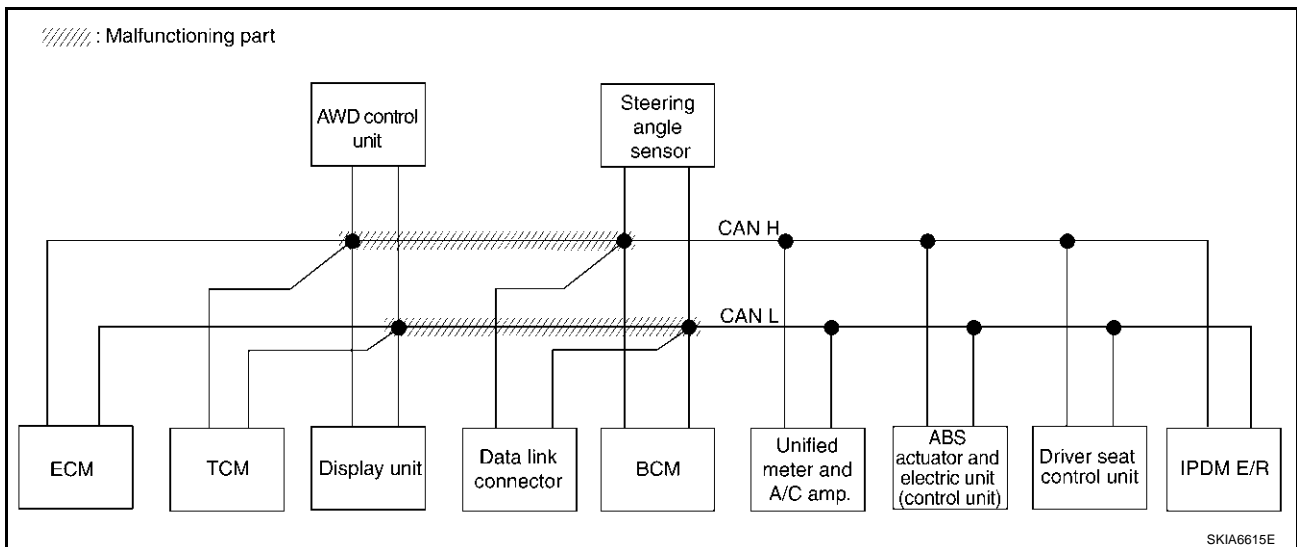 : Malfunctioning part
AWD control
unit
Steering
angle
sensor
CAN H
CAN L
ECM
TCM
Display unit
Data link
connector
BCM
Unified
meter and
A/C amp.
ABS
actuator and
electric unit
(control unit)
Driver seat
control unit
IPDM E/R
SKIA6615E